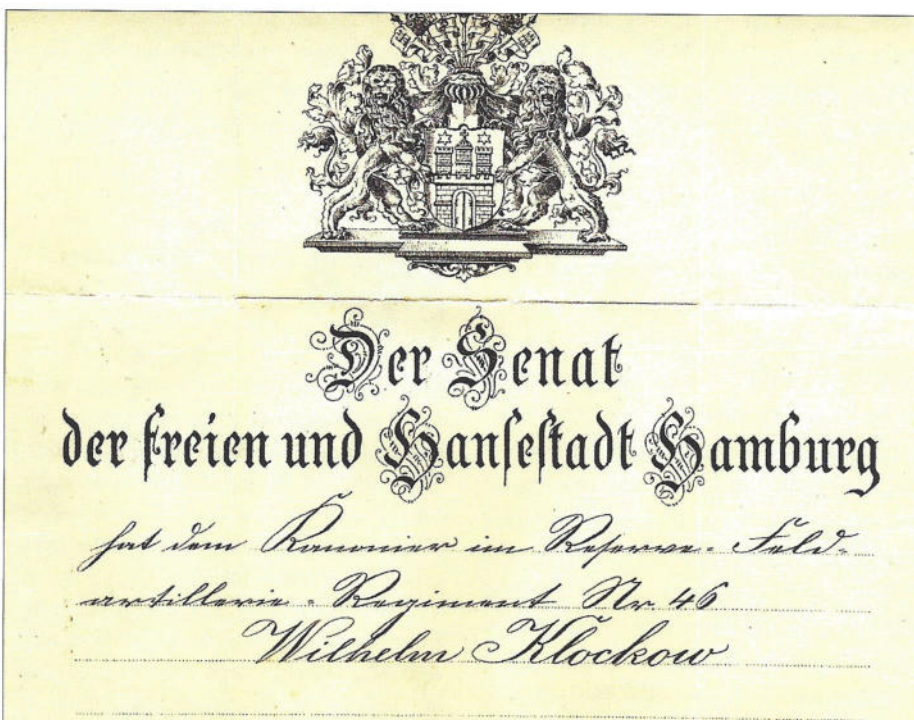 Der Senat
der freien und Hansestadt Hamburg
hat dem Kanonier im Reserve-Feld-
artillerie-Regiment Nr. 46
Wilhelm Klockow